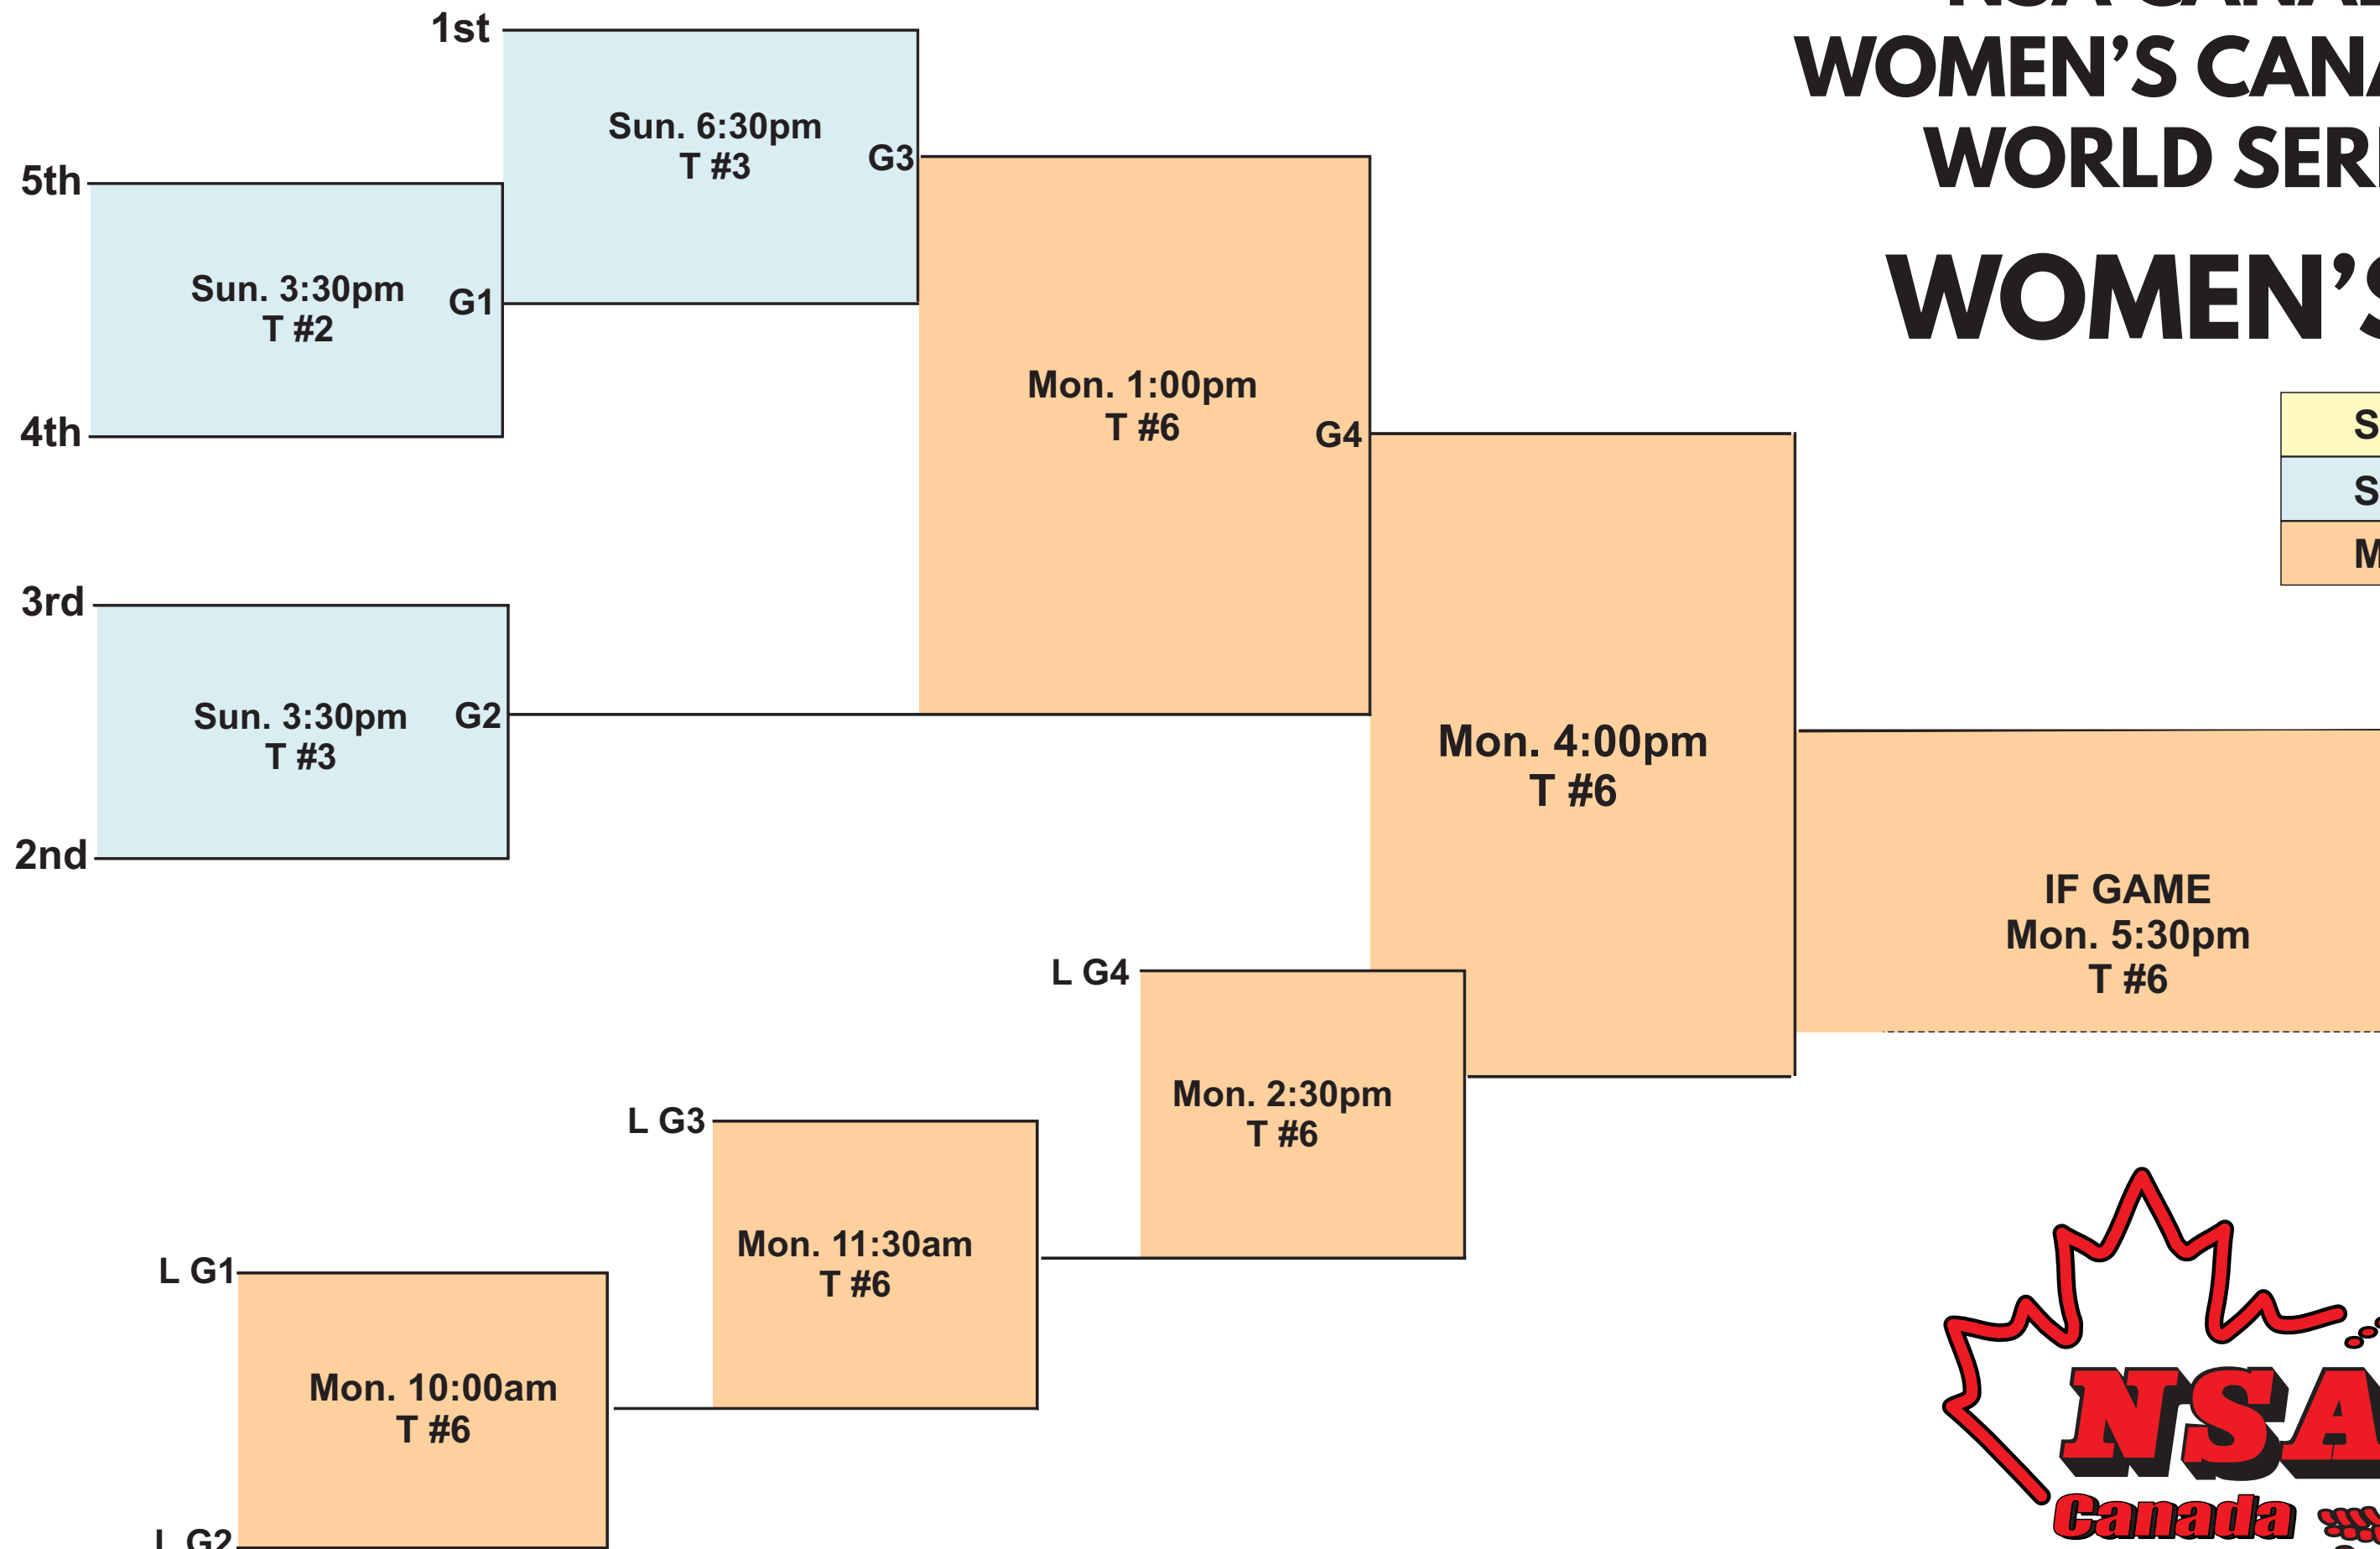 1st
Sun. 6:30pm
T #3
G3
5th
Sun. 3:30pm
T #2
G1
4th
Mon. 1:00pm
T #6
G4
3rd
Sun. 3:30pm
T #3
G2
2nd
Mon. 4:00pm
T #6
IF GAME
Mon. 5:30pm
T #6
L G4
Mon. 2:30pm
T #6
L G3
Mon. 11:30am
T #6
L G1
Mon. 10:00am
T #6
L G2
WOMEN’S
WORLD
WOMEN’S
NSA
Canada